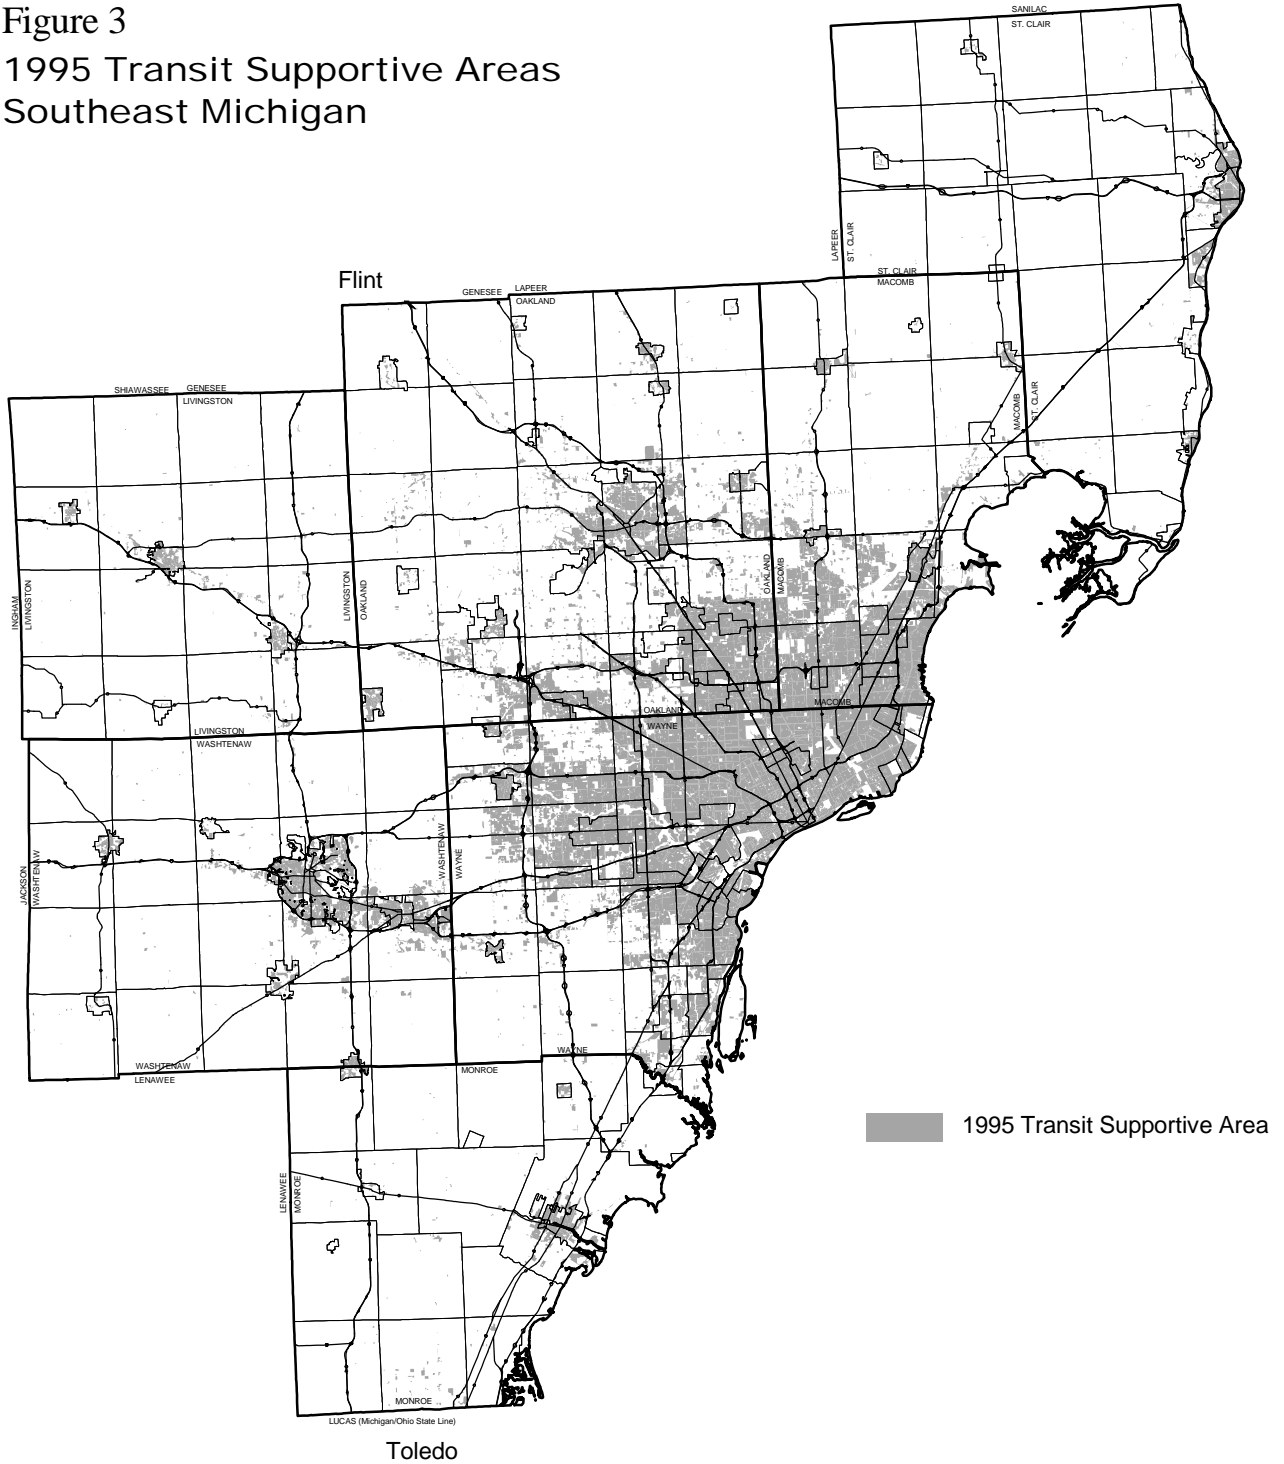 Figure 3
1995 Transit Supportive Areas
Southeast Michigan
SANILAC
ST. CLAIR
LAPEER
ST. CLAIR
Flint
GENESEE
LAPEER
OAKLAND
ST. CLAIR
MACOMB
SHIAWASSEE
GENESEE
LIVINGSTON
MACOMB
ST. CLAIR
INGHAM
LIVINGSTON
LIVINGSTON
OAKLAND
OAKLAND
MACOMB
OAKLAND
WAYNE
MACOMB
LIVINGSTON
WASHTENAW
JACKSON
WASHTENAW
WASHTENAW
WAYNE
WASHTENAW
LENAWEE
WAYNE
MONROE
1995 Transit Supportive Area
LENAWEE
MONROE
MONROE
LUCAS (Michigan/Ohio State Line)
Toledo